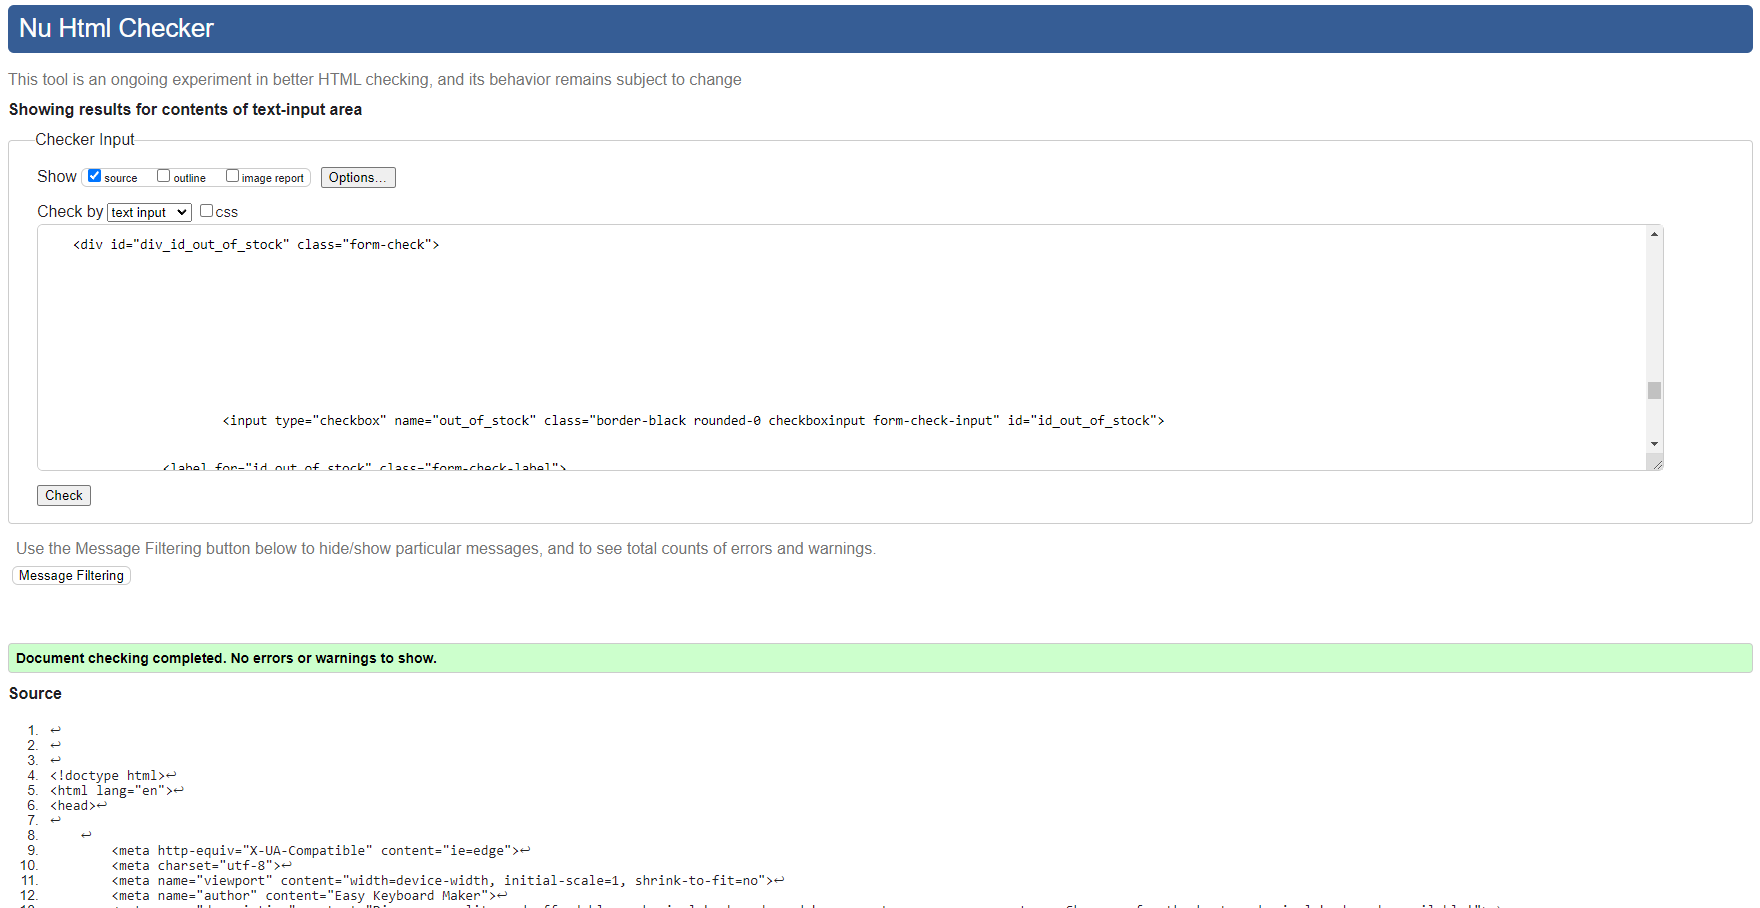 Nu Html Checker
This tool is an ongoing experiment in better HTML checking, and its behavior remains subject to change
Showing results for contents of text-input area
Checker Input
Show source outline image report Options...
Check by text input css
<div id="div_id_out_of_stock" class="form-check">
<input type="checkbox" name="out_of_stock" class="border-black rounded-0 checkboxinput form-check-input" id="id_out_of_stock">
<label for="id_out_of_stock" class="form-check-label">
Check
Use the Message Filtering button below to hide/show particular messages, and to see total counts of errors and warnings.
Message Filtering
Document checking completed. No errors or warnings to show.
Source
1. ↩
2. ↩
3. ↩
4. <!doctype html>↩
5. <html lang="en">↩
6. <head>↩
7. ↩
8. ↩
9. <meta http-equiv="X-UA-Compatible" content="ie=edge">↩
10. <meta charset="utf-8">↩
11. <meta name="viewport" content="width=device-width, initial-scale=1, shrink-to-fit=no">↩
12. <meta name="author" content="Easy Keyboard Maker">↩